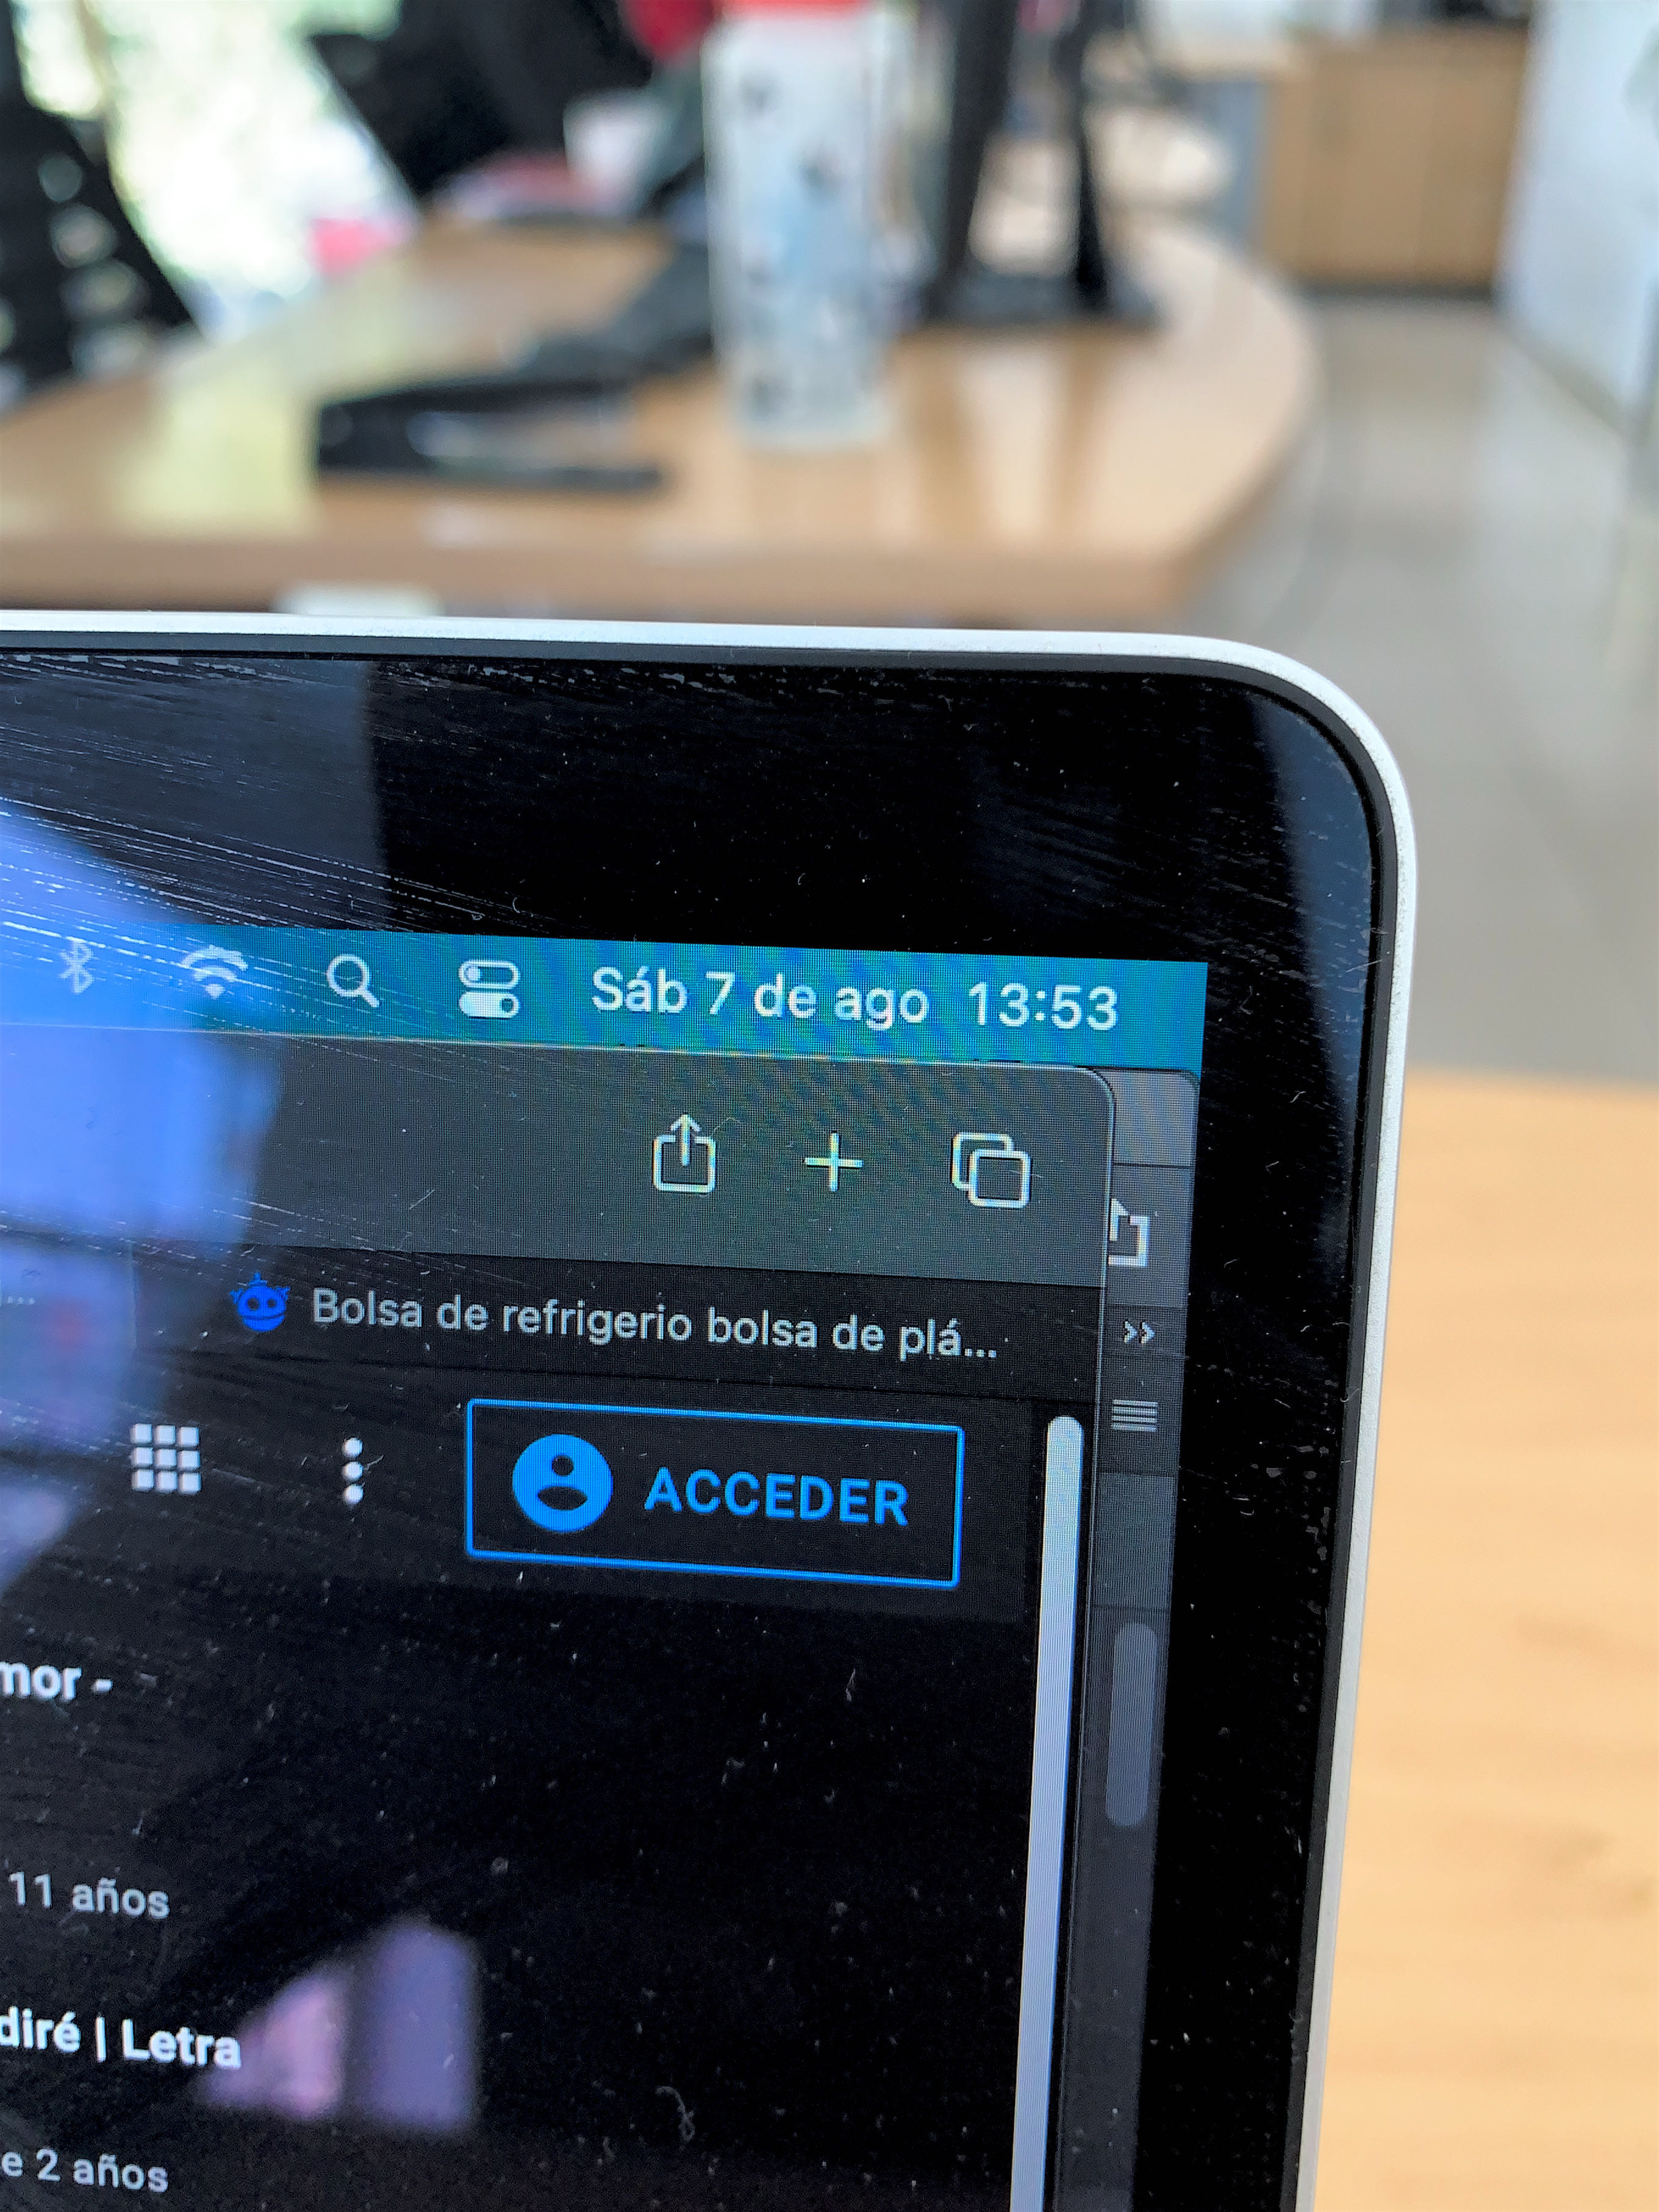 Sáb 7 de ago 13:53
Bolsa de refrigerio bolsa de plá...
ACCEDER
mor -
11 años
diré | Letra
e 2 años